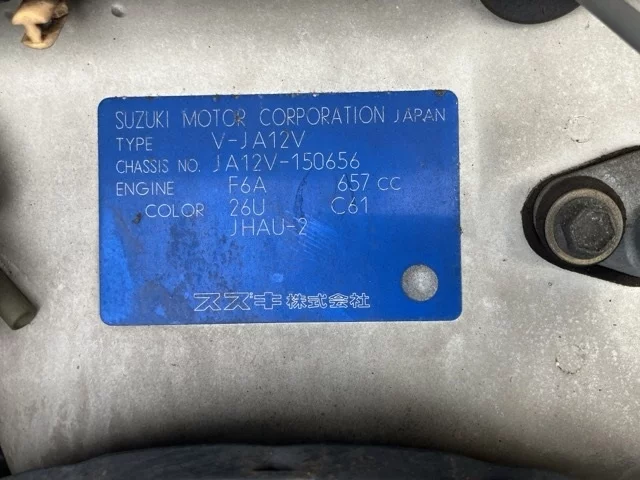 SUZUKI MOTOR CORPORATION JAPAN
TYPE V-JA12V
CHASSIS NO. JA12V-150656
ENGINE F6A 657 CC
COLOR 26U C61
JHAU-2
スズキ株式会社